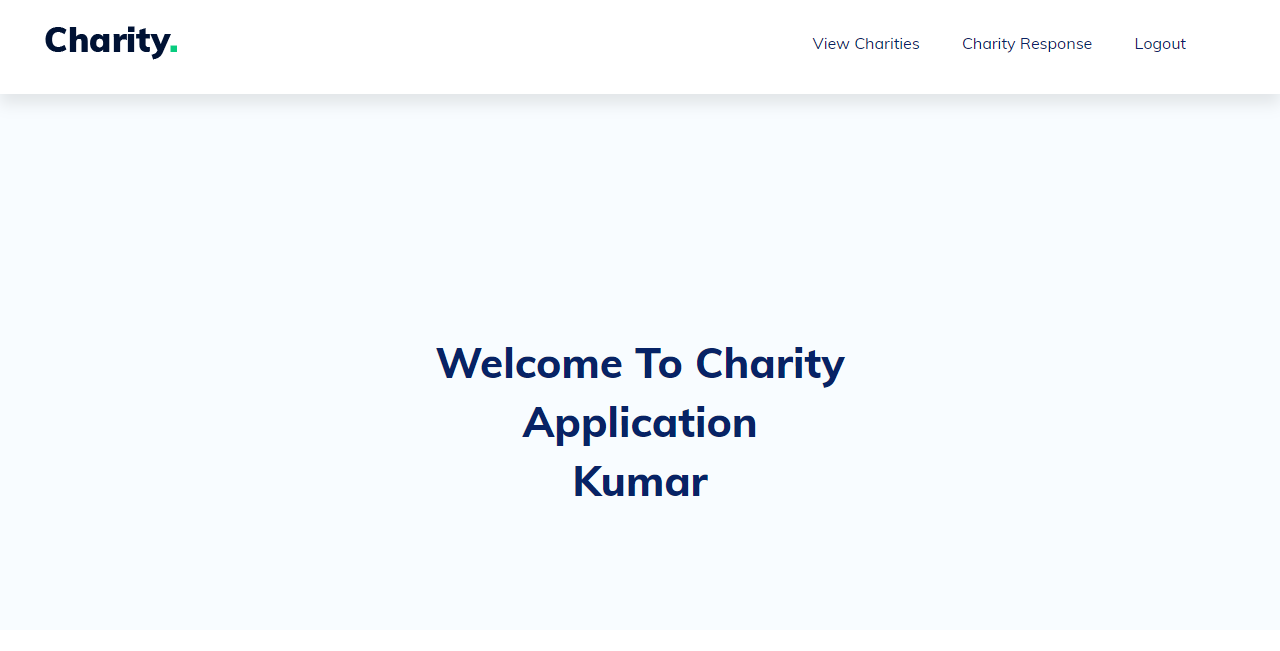 Charity.
View Charities Charity Response Logout
Welcome To Charity
Application
Kumar